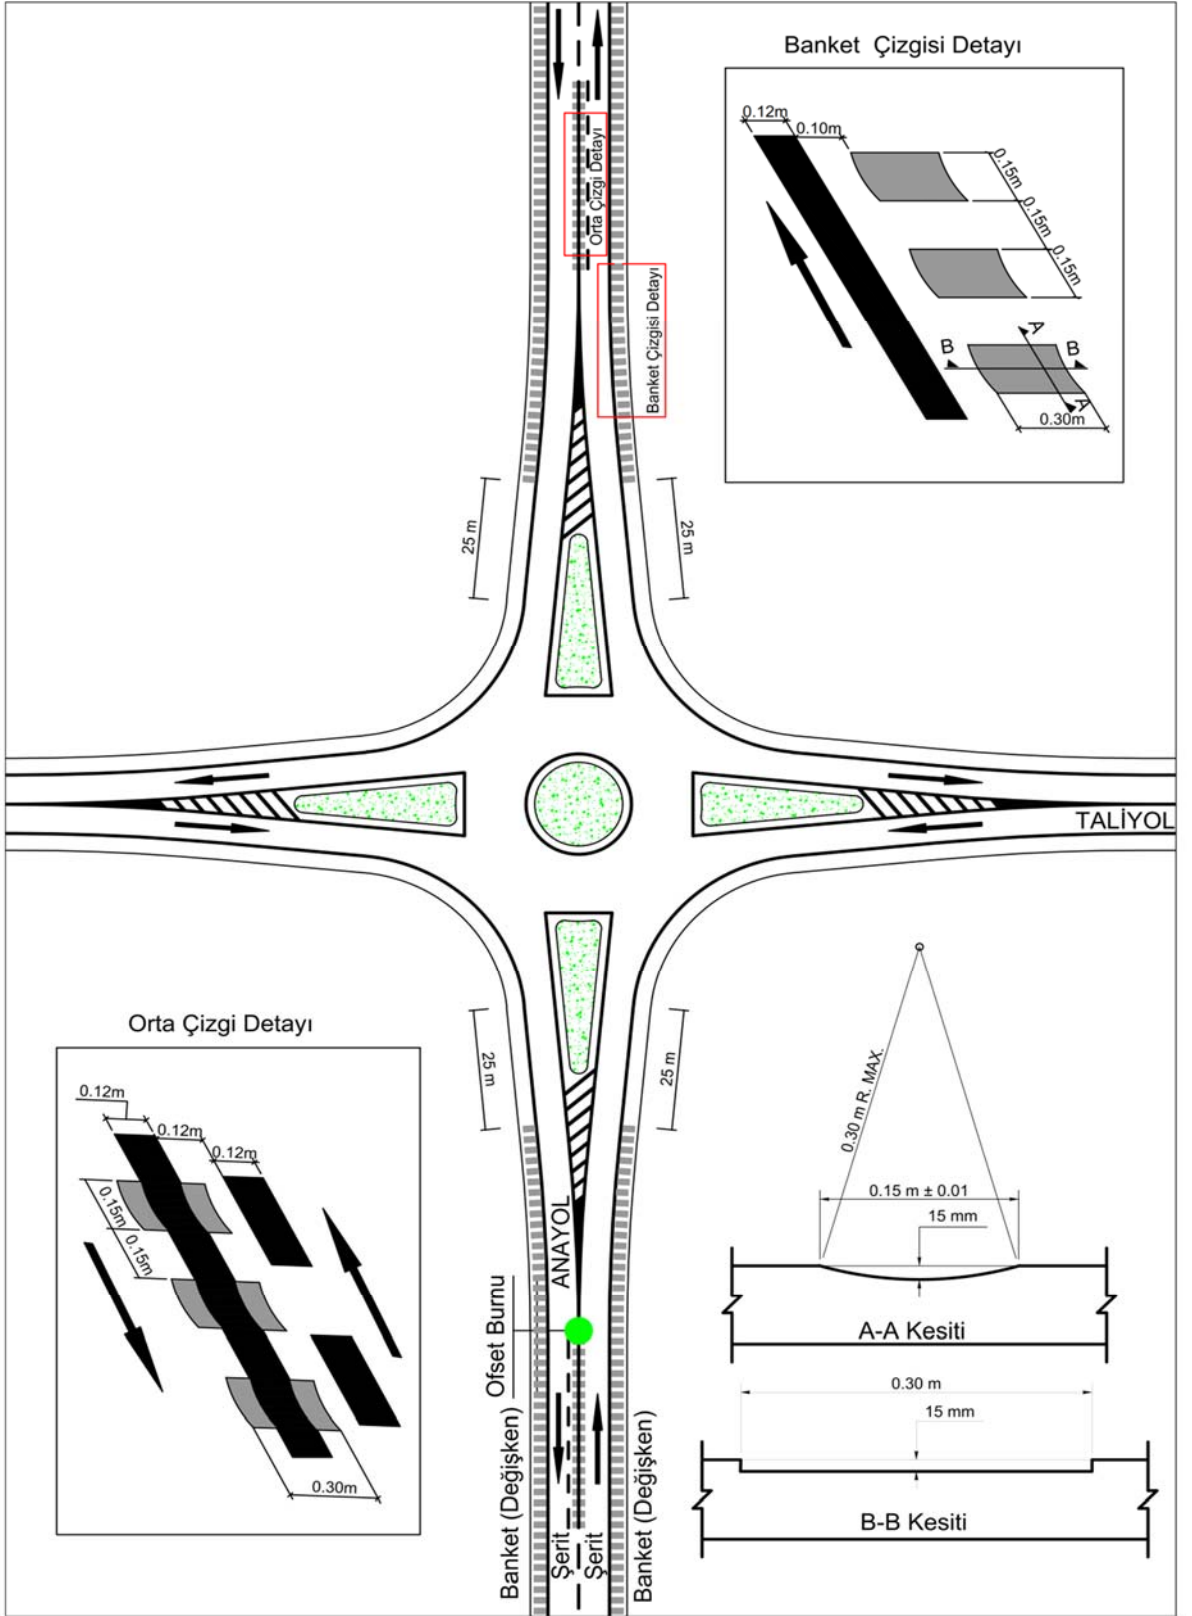 Banket Çizgisi Detayı
0.12m
0.10m
0.15m
0.15m
0.15m
A
B
B
A
0.30m
Orta Çizgi Detayı
Banket Çizgisi Detayı
25 m
25 m
TALİYOL
Orta Çizgi Detayı
0.12m
0.12m
0.12m
0.15m
0.15m
0.30m
25 m
25 m
ANAYOL
Ofset Burnu
Banket (Değişken)
Şerit
Şerit
Banket (Değişken)
0.30 m R. MAX.
0.15 m ± 0.01
15 mm
A-A Kesiti
0.30 m
15 mm
B-B Kesiti